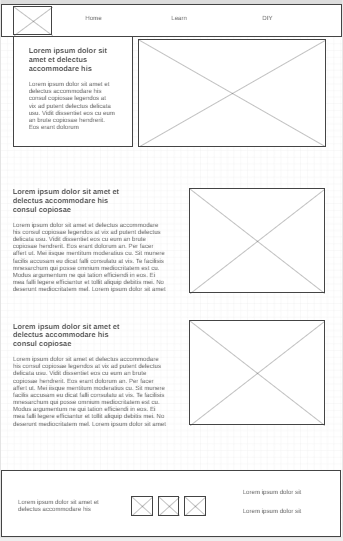 Home
Learn
DIY
Lorem ipsum dolor sit
amet et delectus
accommodare his
Lorem ipsum dolor sit amet et
delectus accommodare his
consul copiosae legendos at
vix ad putent delectus delicata
usu. Vidit dissentiet eos cu eum
an brute copiosae hendrerit.
Eos erant dolorum
Lorem ipsum dolor sit amet et
delectus accommodare his
consul copiosae
Lorem ipsum dolor sit amet et delectus accommodare
his consul copiosae legendos at vix ad putent delectus
delicata usu. Vidit dissentiet eos cu eum an brute
copiosae hendrerit. Eos erant dolorum an. Per facer
affert ut. Mei iisque mentitum moderatius cu. Sit munere
facilis accusam eu dicat falli consulatu at vis. Te facilisis
mnesarchum qui posse omnium mediocritatem est cu.
Modus argumentum ne qui tation efficiendi in eos. Ei
mea falli legere efficiantur et tollit aliquip debitis mei. No
deserunt mediocritatem mel. Lorem ipsum dolor sit amet
Lorem ipsum dolor sit amet et
delectus accommodare his
consul copiosae
Lorem ipsum dolor sit amet et delectus accommodare
his consul copiosae legendos at vix ad putent delectus
delicata usu. Vidit dissentiet eos cu eum an brute
copiosae hendrerit. Eos erant dolorum an. Per facer
affert ut. Mei iisque mentitum moderatius cu. Sit munere
facilis accusam eu dicat falli consulatu at vis. Te facilisis
mnesarchum qui posse omnium mediocritatem est cu.
Modus argumentum ne qui tation efficiendi in eos. Ei
mea falli legere efficiantur et tollit aliquip debitis mei. No
deserunt mediocritatem mel. Lorem ipsum dolor sit amet
Lorem ipsum dolor sit amet et
delectus accommodare his
Lorem ipsum dolor sit
Lorem ipsum dolor sit